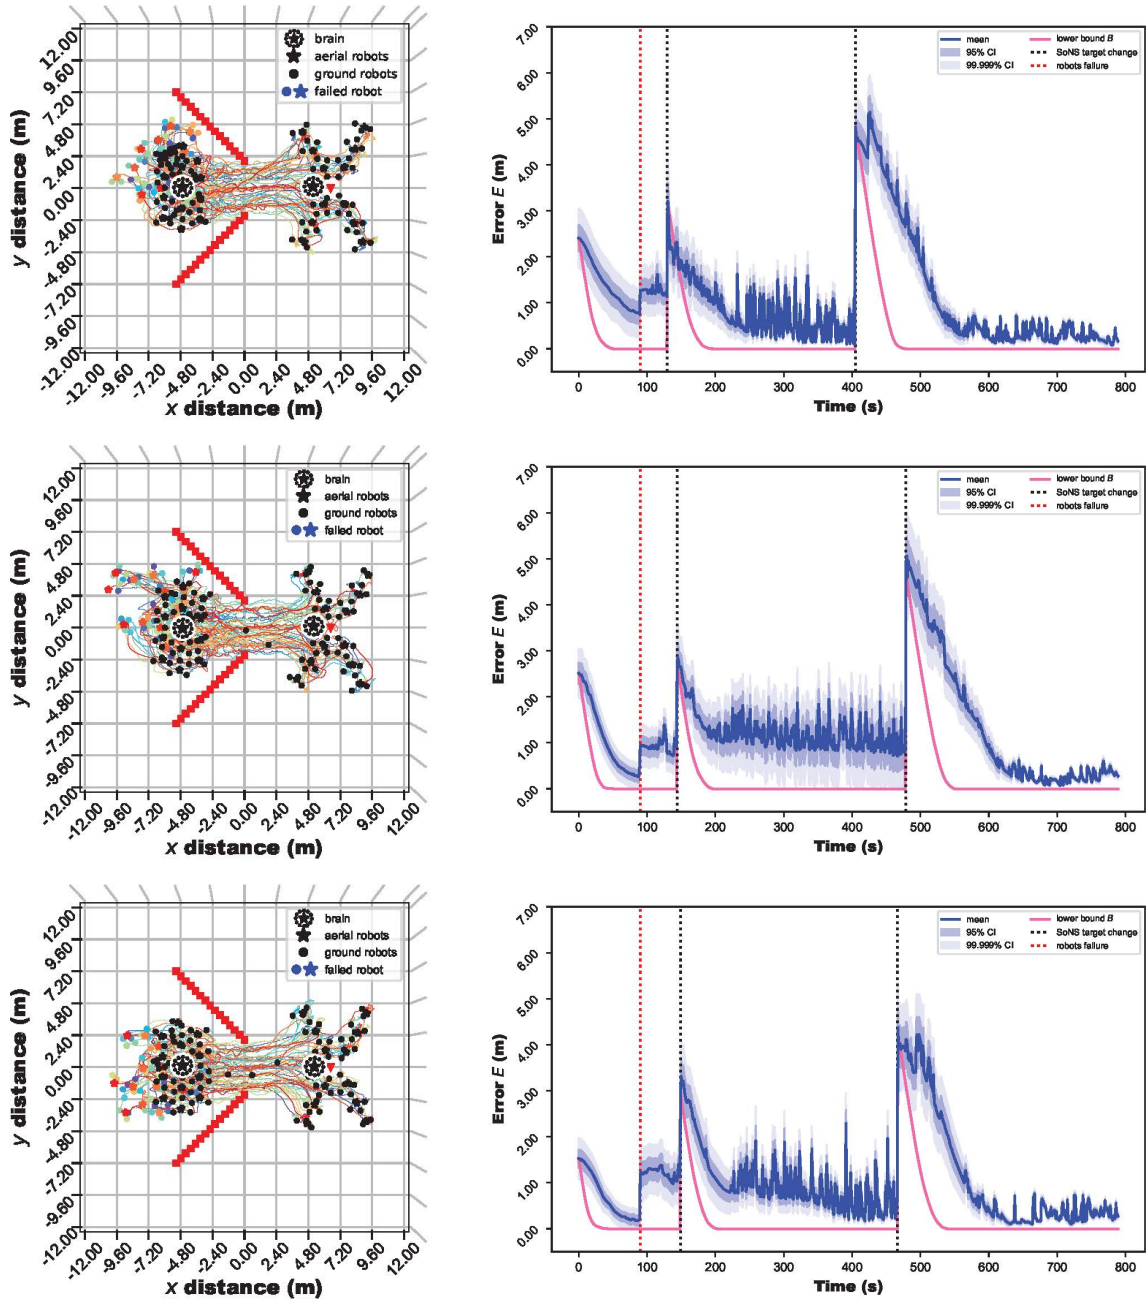 brain
aerial robots
ground robots
failed robot
12.00
9.60
7.20
4.80
2.40
0.00
-2.40
-4.80
-7.20
-9.60
-12.00
y distance (m)
-12.00 -9.60 -7.20 -4.80 -2.40 0.00 2.40 4.80 7.20 9.60 12.00
x distance (m)
mean
95% CI
99.999% CI
lower bound B
SoNS target change
robots failure
7.00
6.00
5.00
4.00
3.00
2.00
1.00
0.00
Error E (m)
0 100 200 300 400 500 600 700 800
Time (s)
brain
aerial robots
ground robots
failed robot
12.00
9.60
7.20
4.80
2.40
0.00
-2.40
-4.80
-7.20
-9.60
-12.00
y distance (m)
-12.00 -9.60 -7.20 -4.80 -2.40 0.00 2.40 4.80 7.20 9.60 12.00
x distance (m)
mean
95% CI
99.999% CI
lower bound B
SoNS target change
robots failure
7.00
6.00
5.00
4.00
3.00
2.00
1.00
0.00
Error E (m)
0 100 200 300 400 500 600 700 800
Time (s)
brain
aerial robots
ground robots
failed robot
12.00
9.60
7.20
4.80
2.40
0.00
-2.40
-4.80
-7.20
-9.60
-12.00
y distance (m)
-12.00 -9.60 -7.20 -4.80 -2.40 0.00 2.40 4.80 7.20 9.60 12.00
x distance (m)
mean
95% CI
99.999% CI
lower bound B
SoNS target change
robots failure
7.00
6.00
5.00
4.00
3.00
2.00
1.00
0.00
Error E (m)
0 100 200 300 400 500 600 700 800
Time (s)